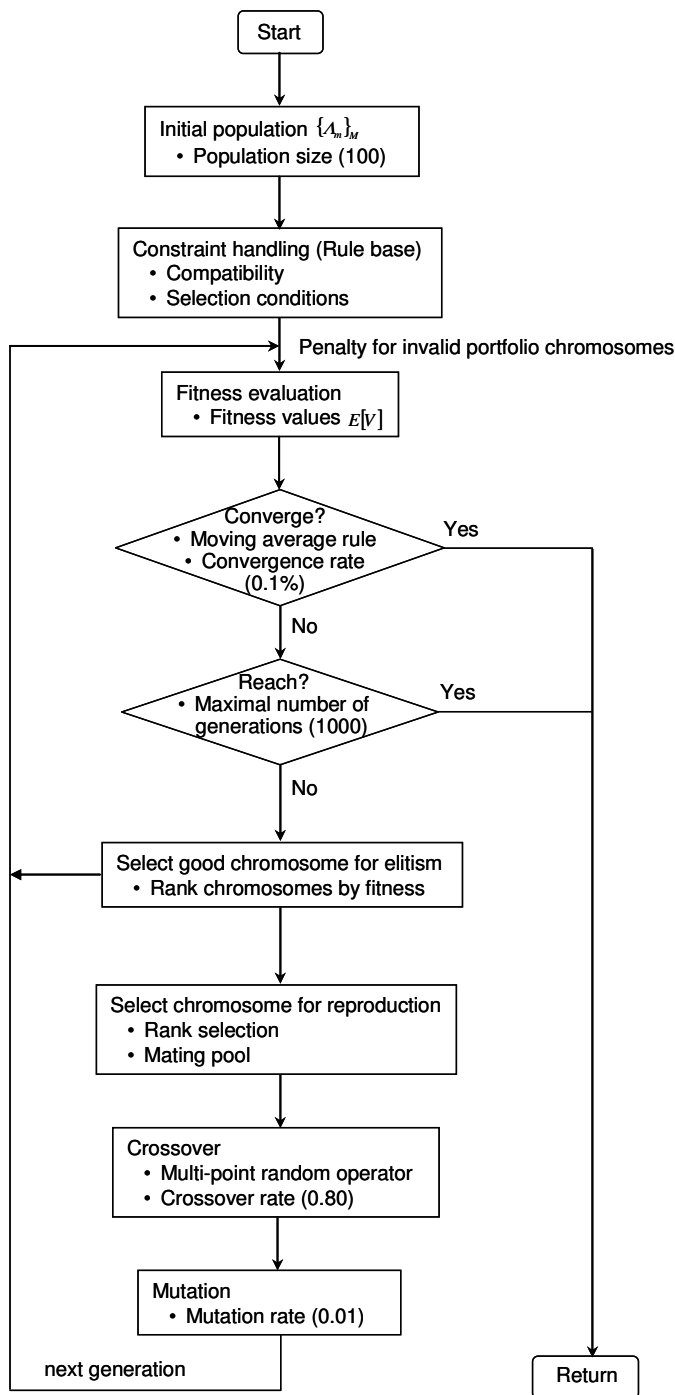 Start
Initial population {Λm}M
• Population size (100)
Constraint handling (Rule base)
• Compatibility
• Selection conditions
Penalty for invalid portfolio chromosomes
Fitness evaluation
• Fitness values E[V]
Converge?
• Moving average rule
• Convergence rate
(0.1%)
Yes
No
Reach?
• Maximal number of
generations (1000)
Yes
No
Select good chromosome for elitism
• Rank chromosomes by fitness
Select chromosome for reproduction
• Rank selection
• Mating pool
Crossover
• Multi-point random operator
• Crossover rate (0.80)
Mutation
• Mutation rate (0.01)
next generation
Return